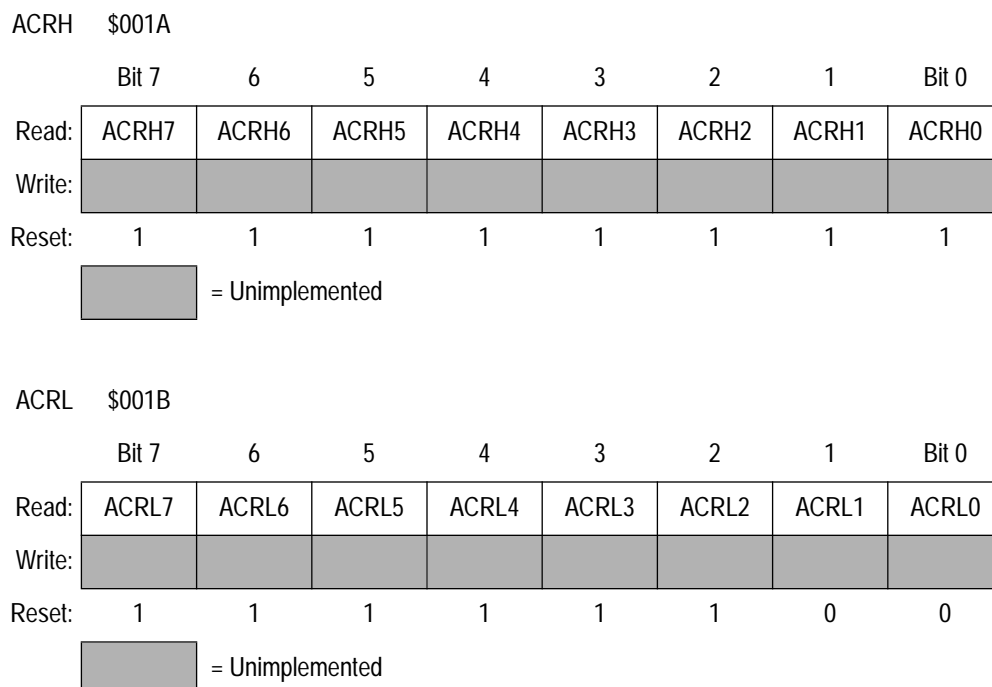 ACRH $001A
Bit 7 6 5 4 3 2 1 Bit 0
Read: ACRH7 ACRH6 ACRH5 ACRH4 ACRH3 ACRH2 ACRH1 ACRH0
Write:
Reset: 1 1 1 1 1 1 1 1
= Unimplemented
ACRL $001B
Bit 7 6 5 4 3 2 1 Bit 0
Read: ACRL7 ACRL6 ACRL5 ACRL4 ACRL3 ACRL2 ACRL1 ACRL0
Write:
Reset: 1 1 1 1 1 1 0 0
= Unimplemented